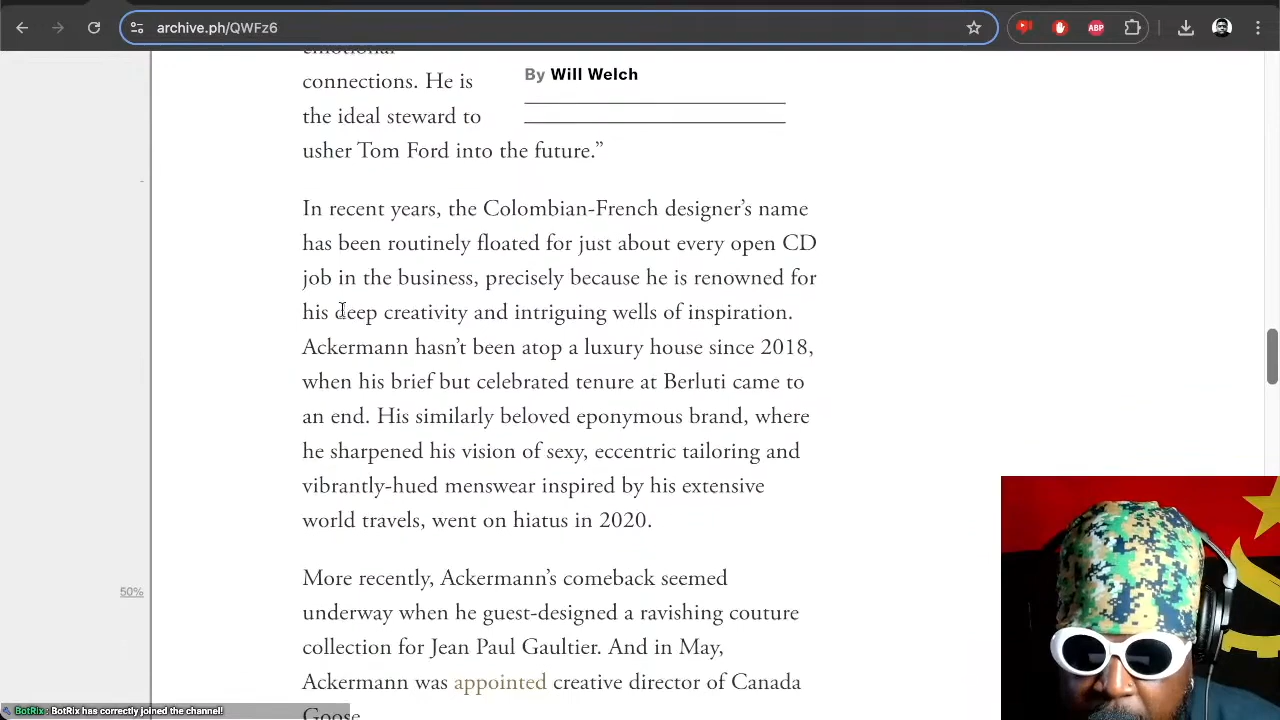 archive.ph/QWFz6
ABP
emotional
connections. He is
the ideal steward to
usher Tom Ford into the future.”
By Will Welch
In recent years, the Colombian-French designer’s name
has been routinely floated for just about every open CD
job in the business, precisely because he is renowned for
his deep creativity and intriguing wells of inspiration.
Ackermann hasn’t been atop a luxury house since 2018,
when his brief but celebrated tenure at Berluti came to
an end. His similarly beloved eponymous brand, where
he sharpened his vision of sexy, eccentric tailoring and
vibrantly-hued menswear inspired by his extensive
world travels, went on hiatus in 2020.
50%
More recently, Ackermann’s comeback seemed
underway when he guest-designed a ravishing couture
collection for Jean Paul Gaultier. And in May,
Ackermann was appointed creative director of Canada
Goose
BotRix : BotRix has correctly joined the channel!